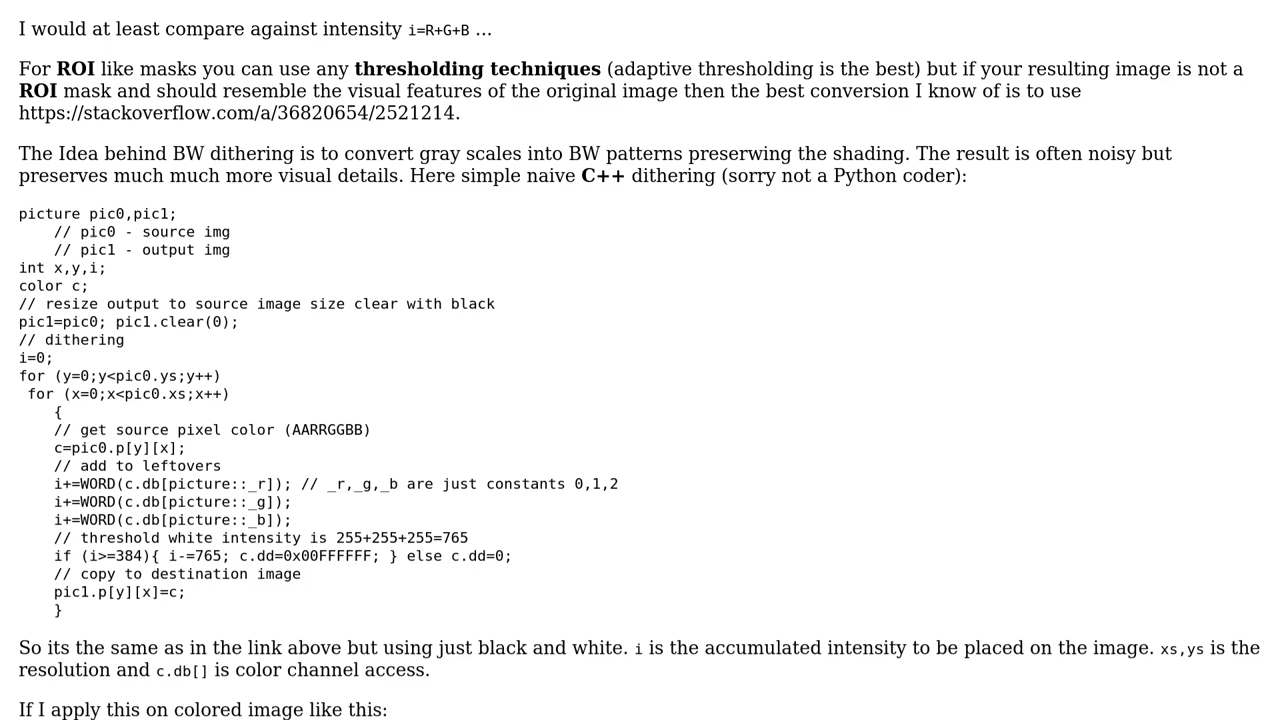 I would at least compare against intensity i=R+G+B ...
For ROI like masks you can use any thresholding techniques (adaptive thresholding is the best) but if your resulting image is not a
ROI mask and should resemble the visual features of the original image then the best conversion I know of is to use
https://stackoverflow.com/a/36820654/2521214.
The Idea behind BW dithering is to convert gray scales into BW patterns preserwing the shading. The result is often noisy but
preserves much much more visual details. Here simple naive C++ dithering (sorry not a Python coder):
picture pic0,pic1;
    // pic0 - source img
    // pic1 - output img
int x,y,i;
color c;
// resize output to source image size clear with black
pic1=pic0; pic1.clear(0);
// dithering
i=0;
for (y=0;y<pic0.ys;y++)
 for (x=0;x<pic0.xs;x++)
    {
    // get source pixel color (AARRGGBB)
    c=pic0.p[y][x];
    // add to leftovers
    i+=WORD(c.db[picture::_r]); // _r,_g,_b are just constants 0,1,2
    i+=WORD(c.db[picture::_g]);
    i+=WORD(c.db[picture::_b]);
    // threshold white intensity is 255+255+255=765
    if (i>=384){ i-=765; c.dd=0x00FFFFFF; } else c.dd=0;
    // copy to destination image
    pic1.p[y][x]=c;
    }
So its the same as in the link above but using just black and white. i is the accumulated intensity to be placed on the image. xs,ys is the
resolution and c.db[] is color channel access.
If I apply this on colored image like this: